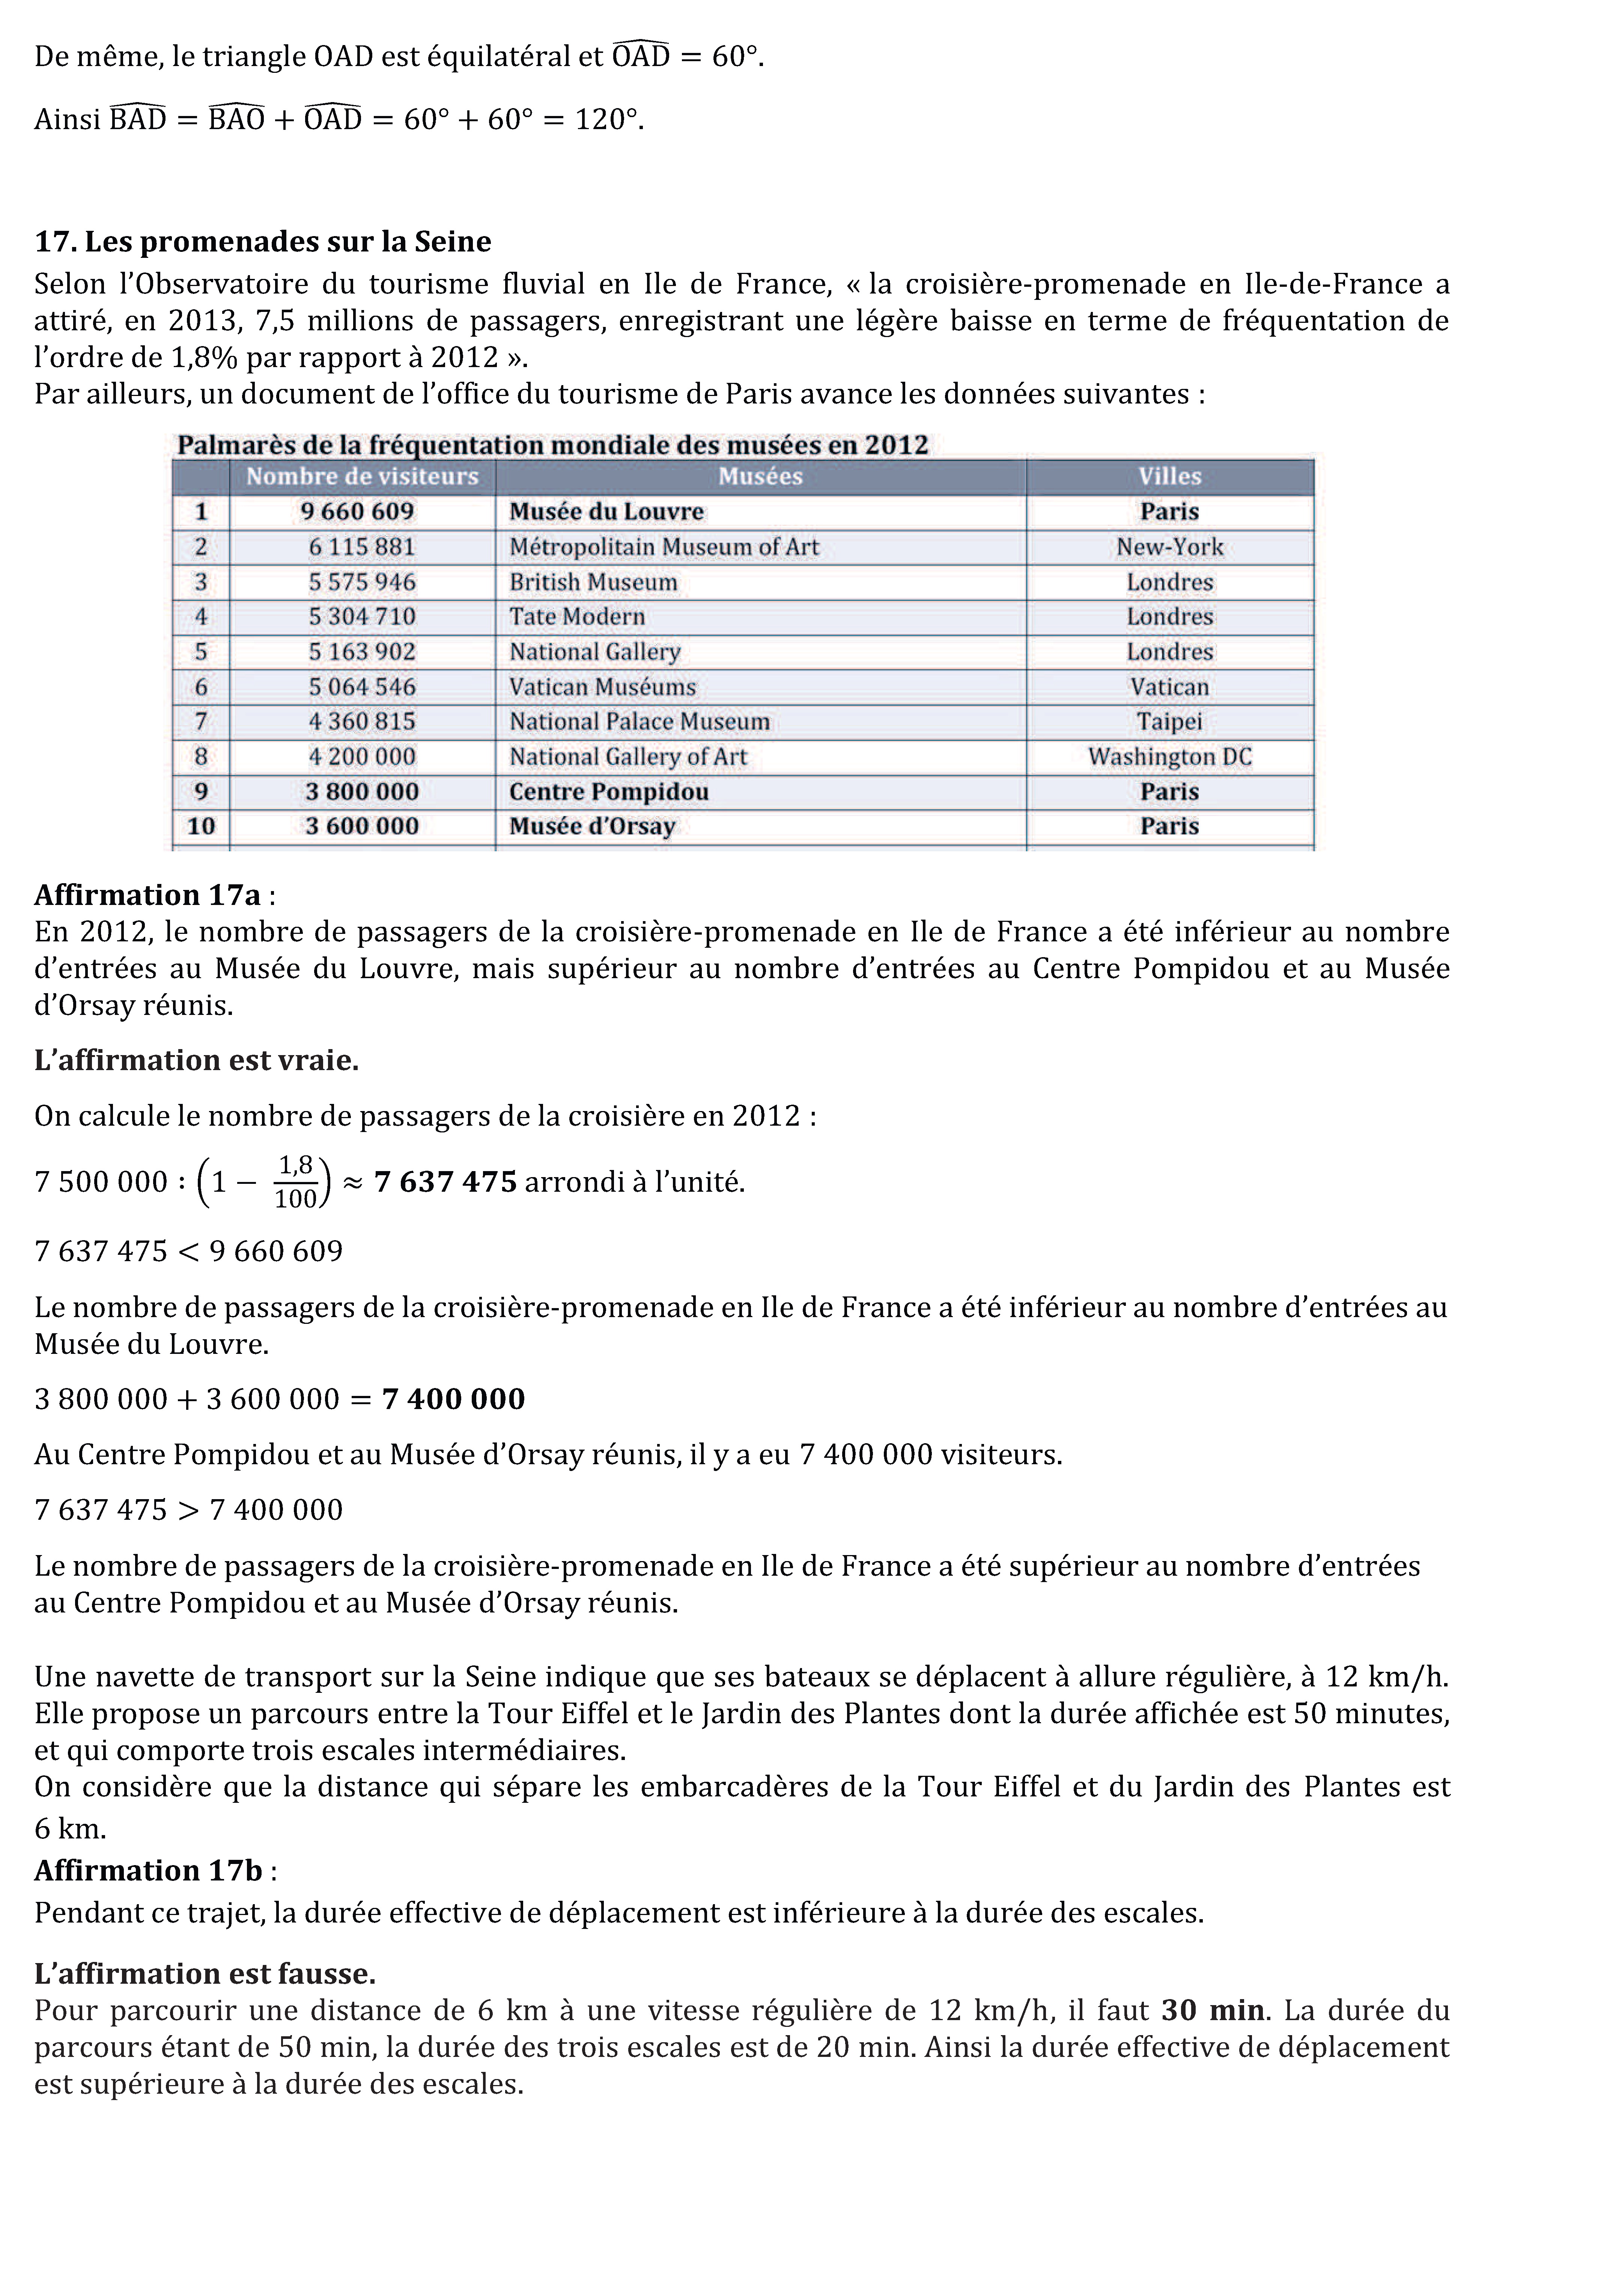 De même, le triangle OAD est équilatéral et OAD̂ = 60°.
Ainsi BAD̂ = BAÔ + OAD̂ = 60° + 60° = 120°.
17. Les promenades sur la Seine
Selon l’Observatoire du tourisme fluvial en Ile de France, « la croisière-promenade en Ile-de-France a
attiré, en 2013, 7,5 millions de passagers, enregistrant une légère baisse en terme de fréquentation de
l’ordre de 1,8% par rapport à 2012 ».
Par ailleurs, un document de l’office du tourisme de Paris avance les données suivantes :
Palmarès de la fréquentation mondiale des musées en 2012
Nombre de visiteurs Musées Villes
1 9 660 609 Musée du Louvre Paris
2 6 115 881 Métropolitain Museum of Art New-York
3 5 575 946 British Museum Londres
4 5 304 710 Tate Modern Londres
5 5 163 902 National Gallery Londres
6 5 064 546 Vatican Muséums Vatican
7 4 360 815 National Palace Museum Taipei
8 4 200 000 National Gallery of Art Washington DC
9 3 800 000 Centre Pompidou Paris
10 3 600 000 Musée d’Orsay Paris
Affirmation 17a :
En 2012, le nombre de passagers de la croisière-promenade en Ile de France a été inférieur au nombre
d’entrées au Musée du Louvre, mais supérieur au nombre d’entrées au Centre Pompidou et au Musée
d’Orsay réunis.
L’affirmation est vraie.
On calcule le nombre de passagers de la croisière en 2012 :
7 500 000 : (1 − 1,8/100) ≈ 7 637 475 arrondi à l’unité.
7 637 475 < 9 660 609
Le nombre de passagers de la croisière-promenade en Ile de France a été inférieur au nombre d’entrées au
Musée du Louvre.
3 800 000 + 3 600 000 = 7 400 000
Au Centre Pompidou et au Musée d’Orsay réunis, il y a eu 7 400 000 visiteurs.
7 637 475 > 7 400 000
Le nombre de passagers de la croisière-promenade en Ile de France a été supérieur au nombre d’entrées
au Centre Pompidou et au Musée d’Orsay réunis.
Une navette de transport sur la Seine indique que ses bateaux se déplacent à allure régulière, à 12 km/h.
Elle propose un parcours entre la Tour Eiffel et le Jardin des Plantes dont la durée affichée est 50 minutes,
et qui comporte trois escales intermédiaires.
On considère que la distance qui sépare les embarcadères de la Tour Eiffel et du Jardin des Plantes est
6 km.
Affirmation 17b :
Pendant ce trajet, la durée effective de déplacement est inférieure à la durée des escales.
L’affirmation est fausse.
Pour parcourir une distance de 6 km à une vitesse régulière de 12 km/h, il faut 30 min. La durée du
parcours étant de 50 min, la durée des trois escales est de 20 min. Ainsi la durée effective de déplacement
est supérieure à la durée des escales.